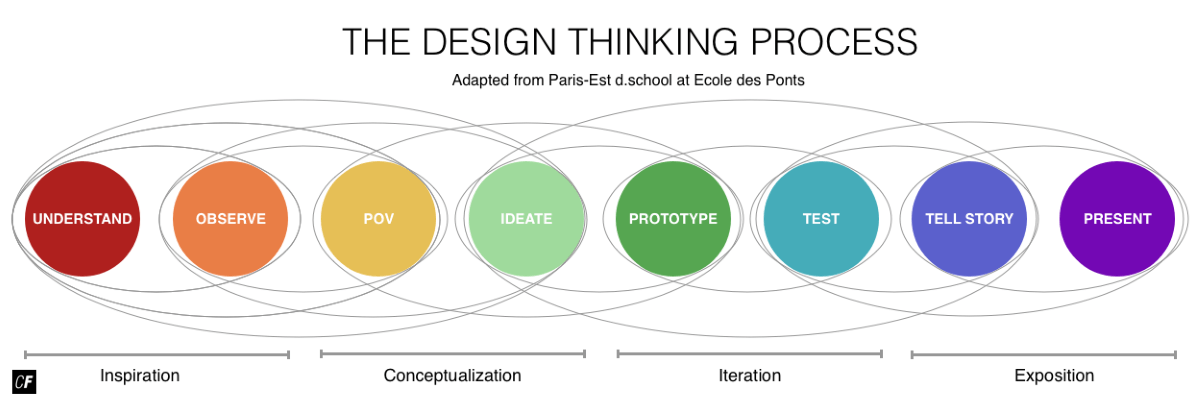 THE DESIGN THINKING PROCESS
Adapted from Paris-Est d.school at Ecole des Ponts
UNDERSTAND
OBSERVE
POV
IDEATE
PROTOTYPE
TEST
TELL STORY
PRESENT
Inspiration
Conceptualization
Iteration
Exposition
CF